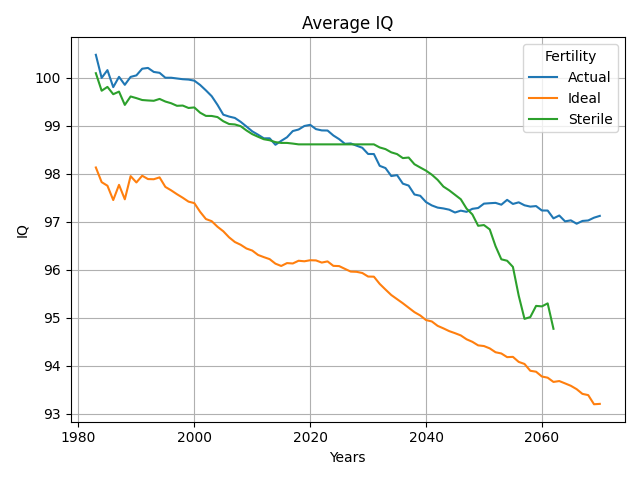 Average IQ
Fertility
Actual
Ideal
Sterile
IQ
100
99
98
97
96
95
94
93
1980
2000
2020
2040
2060
Years